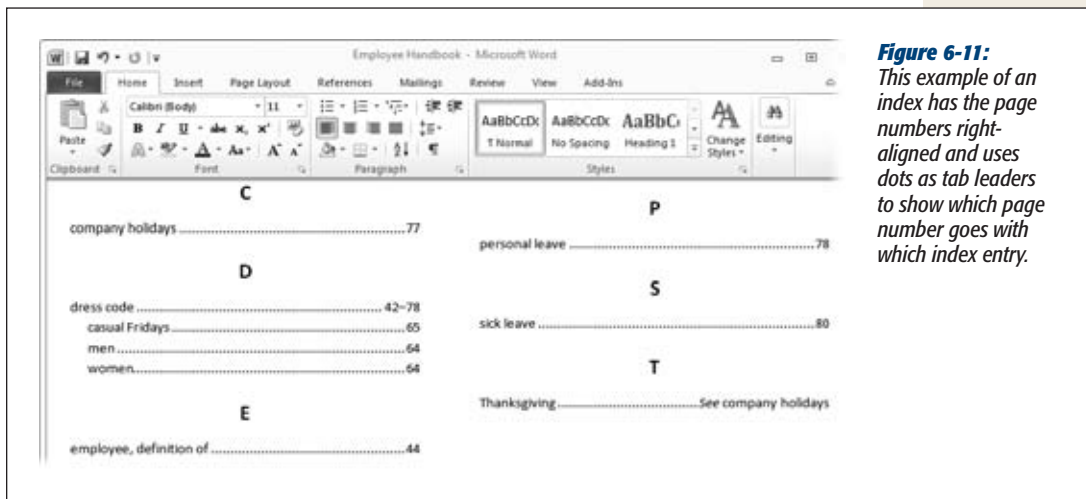 Employee Handbook - Microsoft Word
File Home Insert Page Layout References Mailings Review View Add-Ins
Calibri (Body) 11
Paste
B I U abc x, x²
Aa A A
AaBbCcDc AaBbCcDc AaBbC
¶ Normal No Spacing Heading 1
Change Styles
Editing
Clipboard Font Paragraph Styles
C
company holidays ........................................77
D
dress code ........................................ 42–78
casual Fridays ........................................65
men ........................................64
women ........................................64
E
employee, definition of ........................................44
P
personal leave ........................................78
S
sick leave ........................................80
T
Thanksgiving ........................................See company holidays
Figure 6-11:
This example of an
index has the page
numbers right-
aligned and uses
dots as tab leaders
to show which page
number goes with
which index entry.